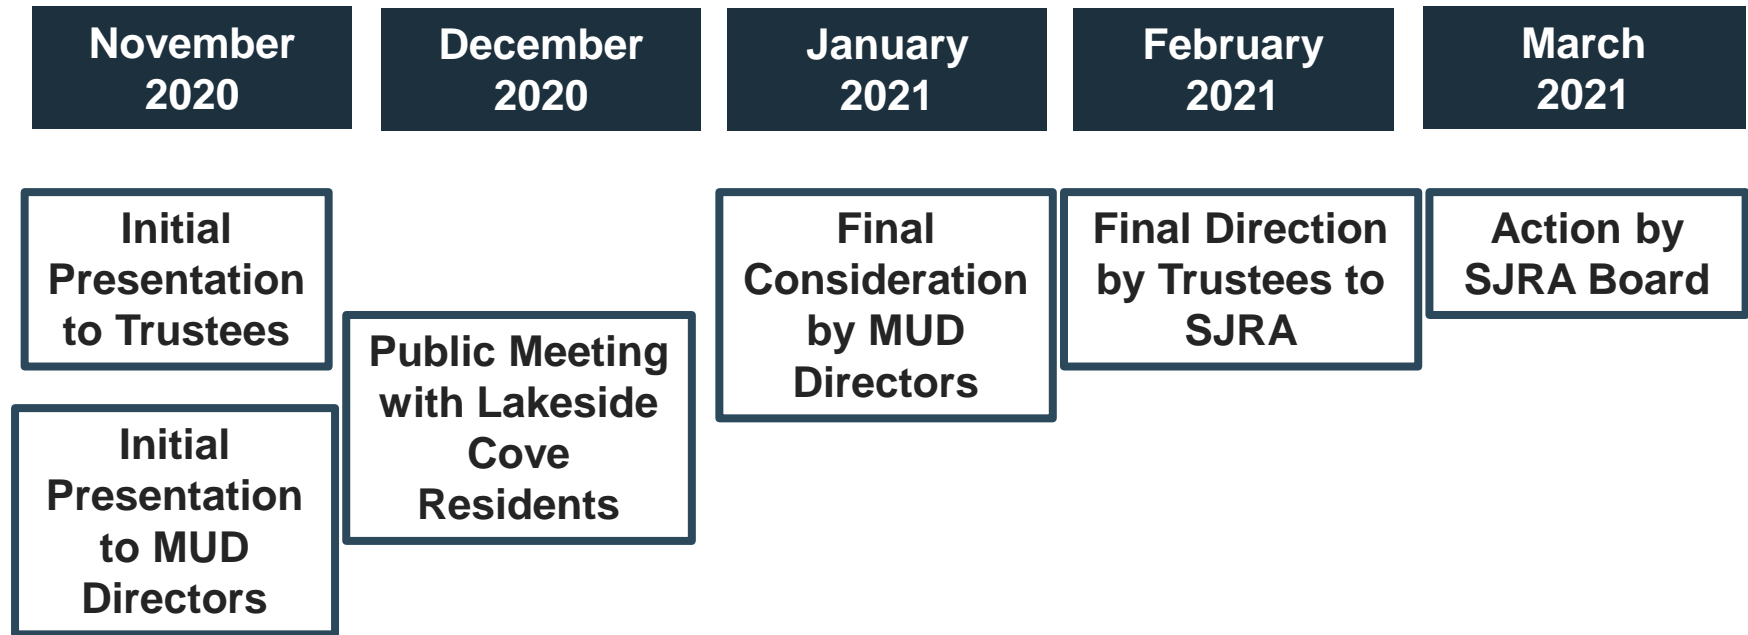 November
2020
December
2020
January
2021
February
2021
March
2021
Initial
Presentation
to Trustees
Initial
Presentation
to MUD
Directors
Public Meeting
with Lakeside
Cove
Residents
Final
Consideration
by MUD
Directors
Final Direction
by Trustees to
SJRA
Action by
SJRA Board